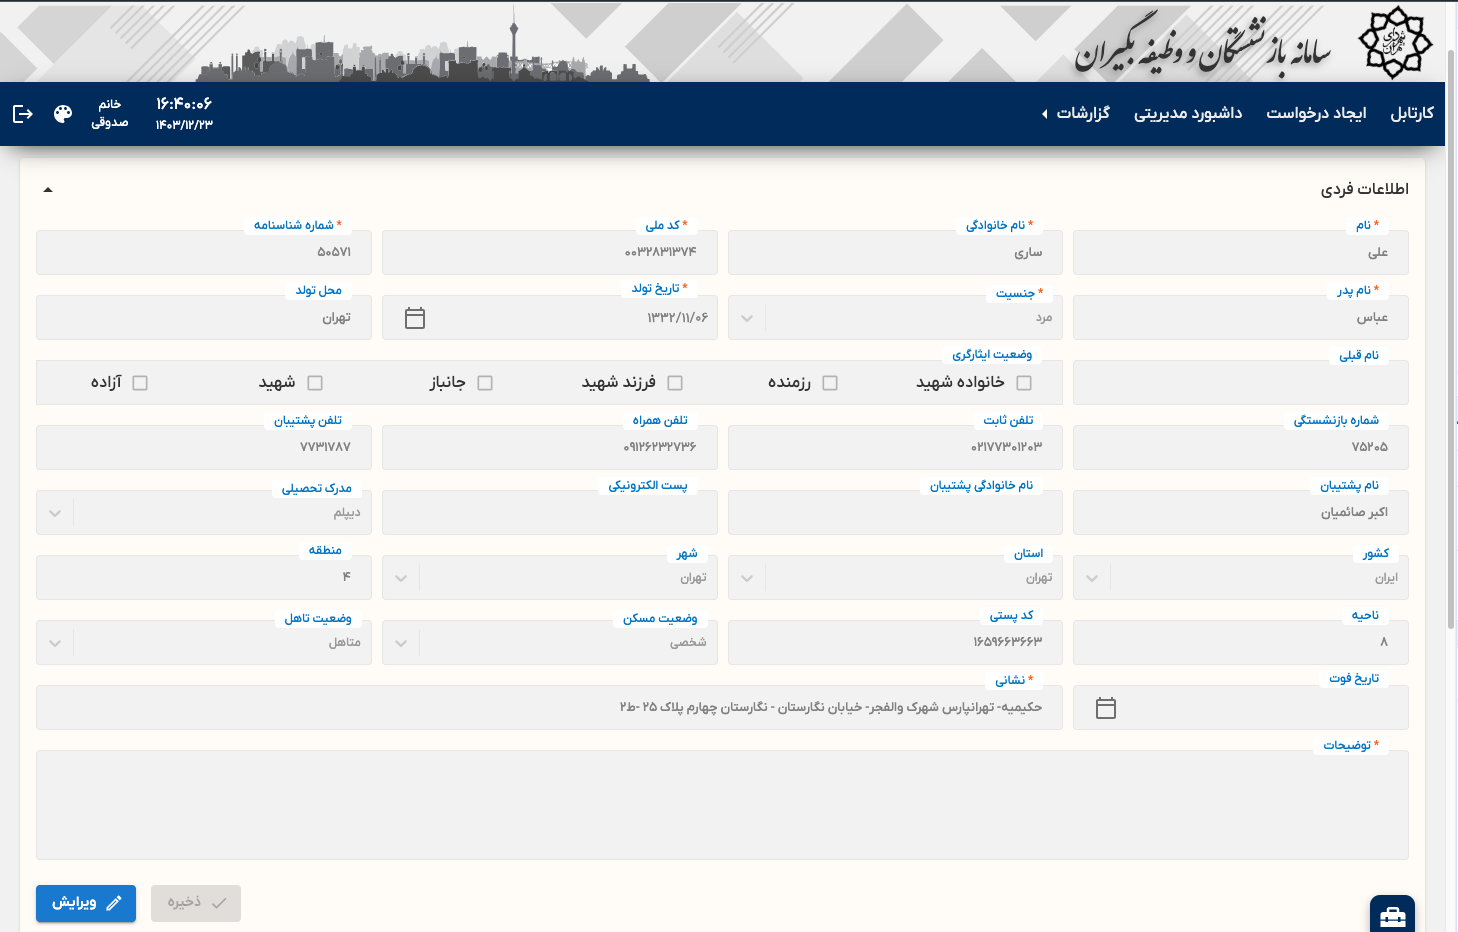 سامانه بازنشستگان و وظیفه بگیران
کارتابل
ایجاد درخواست
داشبورد مدیریتی
گزارشات
۱۶:۴۰:۰۶
۱۴۰۳/۱۲/۲۳
خانم
صدوقی
اطلاعات فردی
* نام
علی
* نام خانوادگی
ساری
* کد ملی
۰۰۳۲۸۳۱۳۷۴
* شماره شناسنامه
۵۰۵۷۱
* نام پدر
عباس
* جنسیت
مرد
* تاریخ تولد
۱۳۳۲/۱۱/۰۶
محل تولد
تهران
نام قبلی
وضعیت ایثارگری
خانواده شهید
رزمنده
فرزند شهید
جانباز
شهید
آزاده
شماره بازنشستگی
۷۵۲۰۵
تلفن ثابت
۰۲۱۷۷۳۰۱۲۰۳
تلفن همراه
۰۹۱۲۶۲۳۲۷۳۶
تلفن پشتیبان
۷۷۳۱۷۸۷
نام پشتیبان
اکبر صائمیان
نام خانوادگی پشتیبان
پست الکترونیکی
مدرک تحصیلی
دیپلم
کشور
ایران
استان
تهران
شهر
تهران
منطقه
۴
ناحیه
۸
کد پستی
۱۶۵۹۶۶۳۶۶۳
وضعیت مسکن
شخصی
وضعیت تاهل
متاهل
تاریخ فوت
* نشانی
حکیمیه- تهرانپارس شهرک والفجر- خیابان نگارستان - نگارستان چهارم پلاک ۲۵ -ط۲
* توضیحات
ذخیره
ویرایش